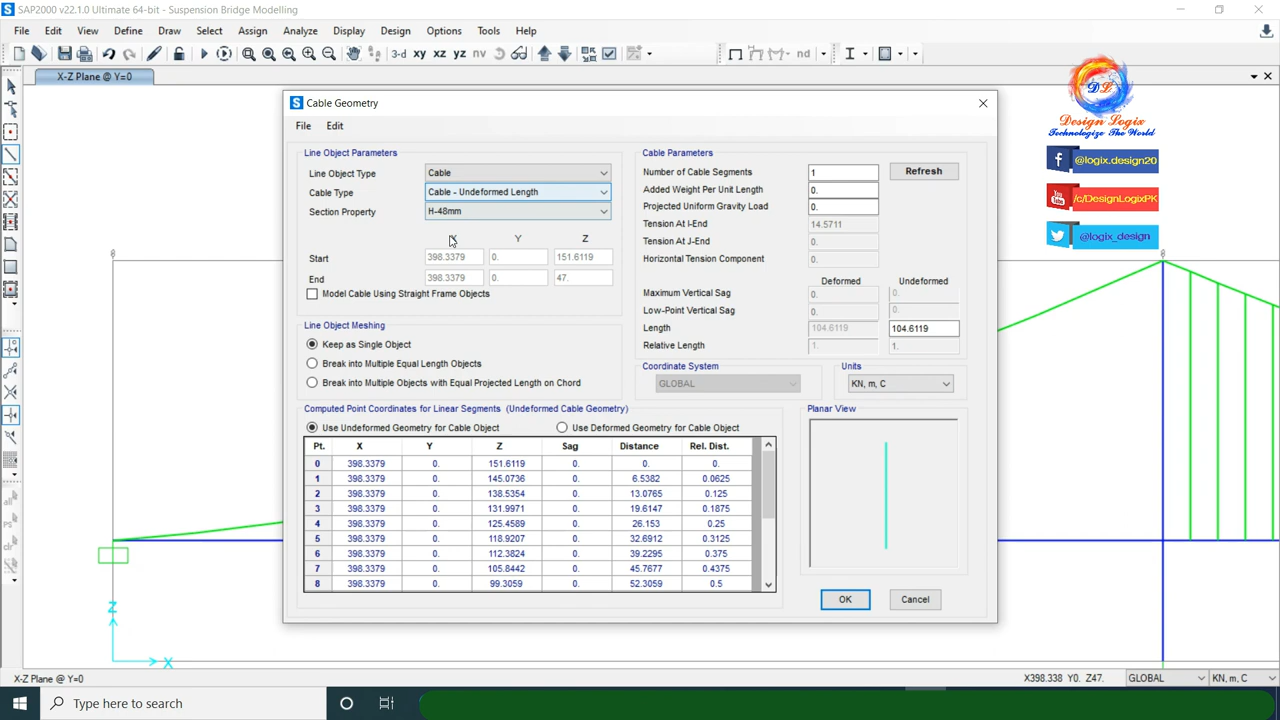 SAP2000 v22.1.0 Ultimate 64-bit - Suspension Bridge Modelling
File Edit View Define Draw Select Assign Analyze Display Design Options Tools Help
3-d xy xz yz nv nd
X-Z Plane @ Y=0
DL
Design Logix
Technologize The World
@logix.design20
/c/DesignLogixPK
@logix_design
Cable Geometry
File Edit
Line Object Parameters
Line Object Type Cable
Cable Type Cable - Undeformed Length
Section Property H-48mm
X Y Z
Start 398.3379 0. 151.6119
End 398.3379 0. 47.
Model Cable Using Straight Frame Objects
Cable Parameters
Number of Cable Segments 1 Refresh
Added Weight Per Unit Length 0.
Projected Uniform Gravity Load 0.
Tension At I-End 14.5711
Tension At J-End 0.
Horizontal Tension Component 0.
Deformed Undeformed
Maximum Vertical Sag 0. 0.
Low-Point Vertical Sag 0. 0.
Length 104.6119 104.6119
Relative Length 1. 1.
Line Object Meshing
Keep as Single Object
Break into Multiple Equal Length Objects
Break into Multiple Objects with Equal Projected Length on Chord
Coordinate System
GLOBAL
Units
KN, m, C
Computed Point Coordinates for Linear Segments (Undeformed Cable Geometry)
Use Undeformed Geometry for Cable Object Use Deformed Geometry for Cable Object
Pt. X Y Z Sag Distance Rel. Dist.
0 398.3379 0. 151.6119 0. 0. 0.
1 398.3379 0. 145.0736 0. 6.5382 0.0625
2 398.3379 0. 138.5354 0. 13.0765 0.125
3 398.3379 0. 131.9971 0. 19.6147 0.1875
4 398.3379 0. 125.4589 0. 26.153 0.25
5 398.3379 0. 118.9207 0. 32.6912 0.3125
6 398.3379 0. 112.3824 0. 39.2295 0.375
7 398.3379 0. 105.8442 0. 45.7677 0.4375
8 398.3379 0. 99.3059 0. 52.3059 0.5
Planar View
OK Cancel
Z
X
X-Z Plane @ Y=0
X398.338 Y0. Z47. GLOBAL KN, m, C
Type here to search